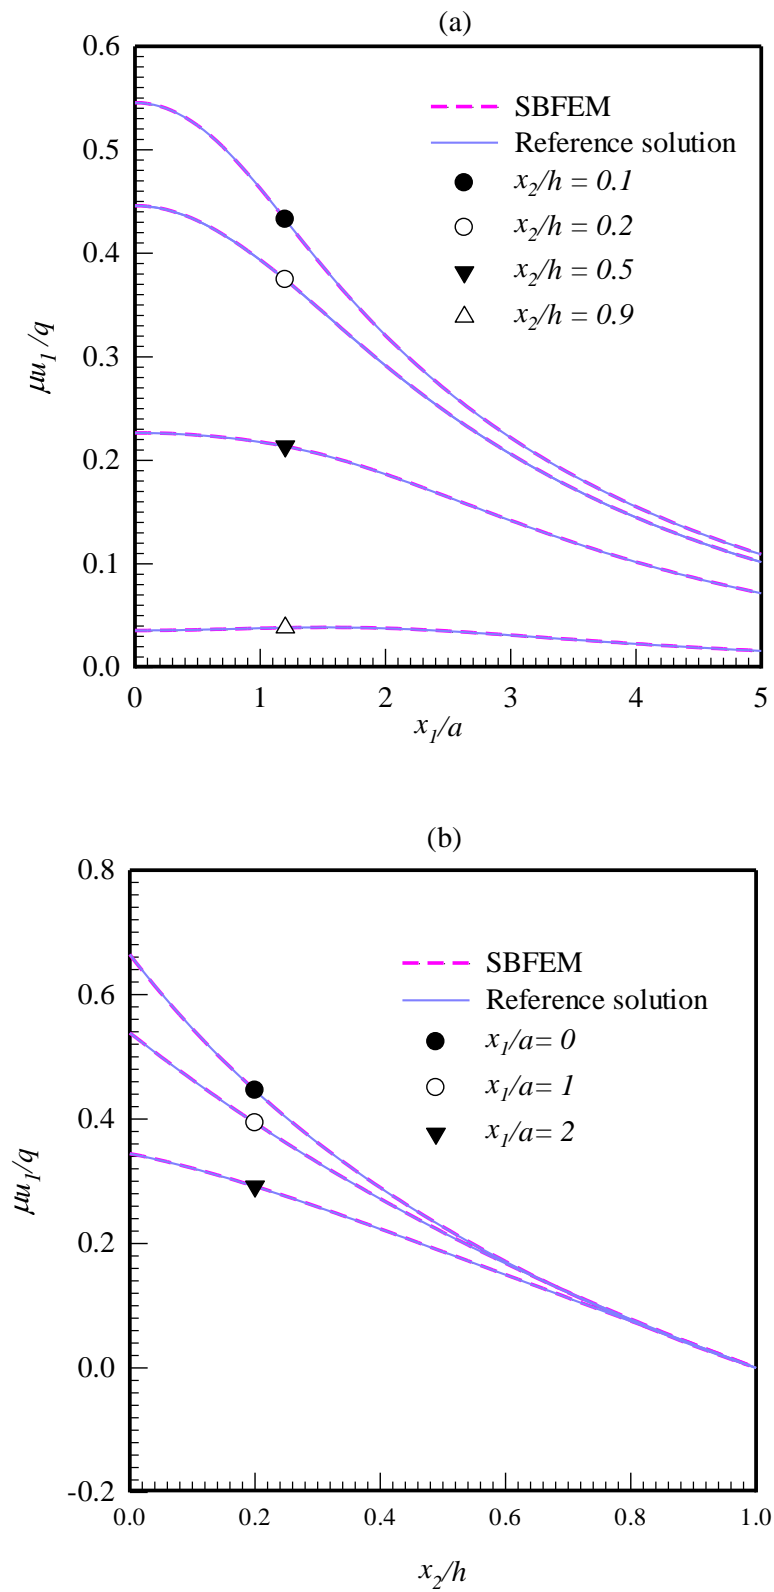 (a)
0.6
0.5
0.4
0.3
0.2
0.1
0.0
μu₁/q
SBFEM
Reference solution
x₂/h = 0.1
x₂/h = 0.2
x₂/h = 0.5
x₂/h = 0.9
0 1 2 3 4 5
x₁/a
(b)
0.8
0.6
0.4
0.2
0.0
-0.2
μu₁/q
SBFEM
Reference solution
x₁/a= 0
x₁/a= 1
x₁/a= 2
0.0 0.2 0.4 0.6 0.8 1.0
x₂/h